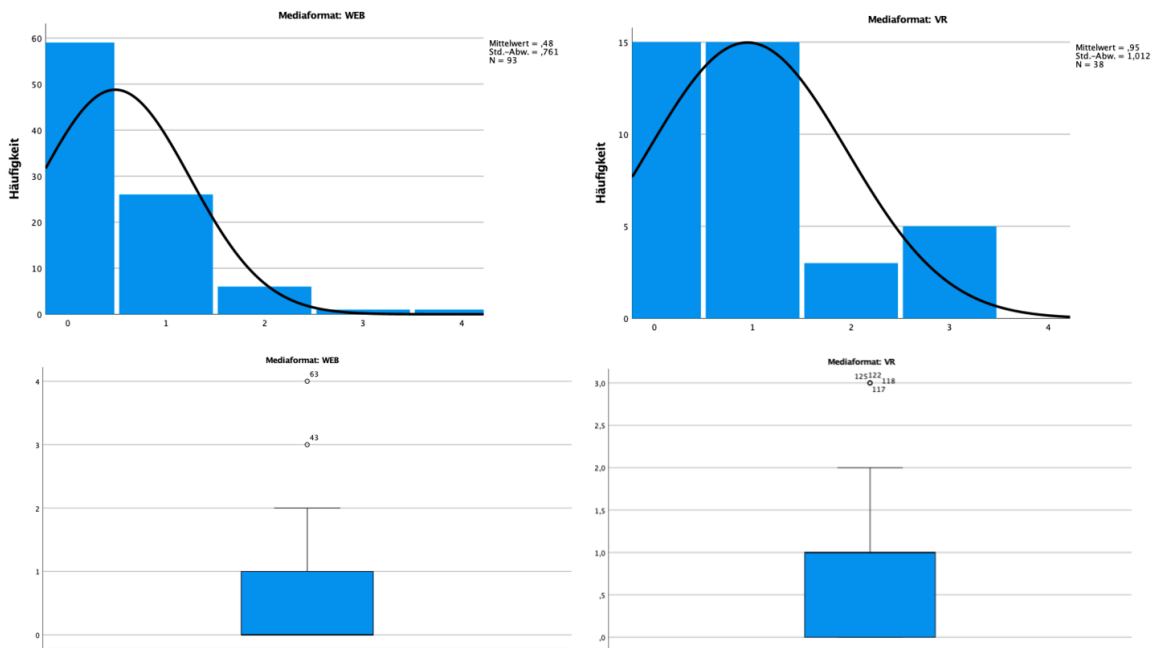 Mediaformat: WEB
60
50
40
30
20
10
0
Häufigkeit
0 1 2 3 4
Mittelwert = ,48
Std.-Abw. = ,761
N = 93
Mediaformat: VR
15
10
5
0
Häufigkeit
0 1 2 3 4
Mittelwert = ,95
Std.-Abw. = 1,012
N = 38
Mediaformat: WEB
4
3
2
1
0
63
43
Mediaformat: VR
3,0
2,5
2,0
1,5
1,0
,5
,0
125 122
118
117